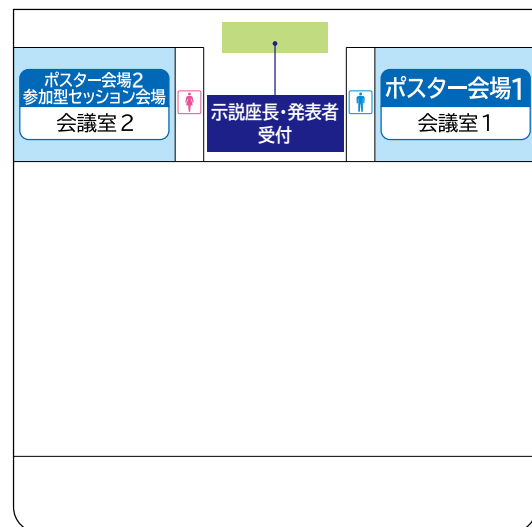 ポスター会場2
参加型セッション会場
会議室2
示説座長・発表者
受付
ポスター会場1
会議室1